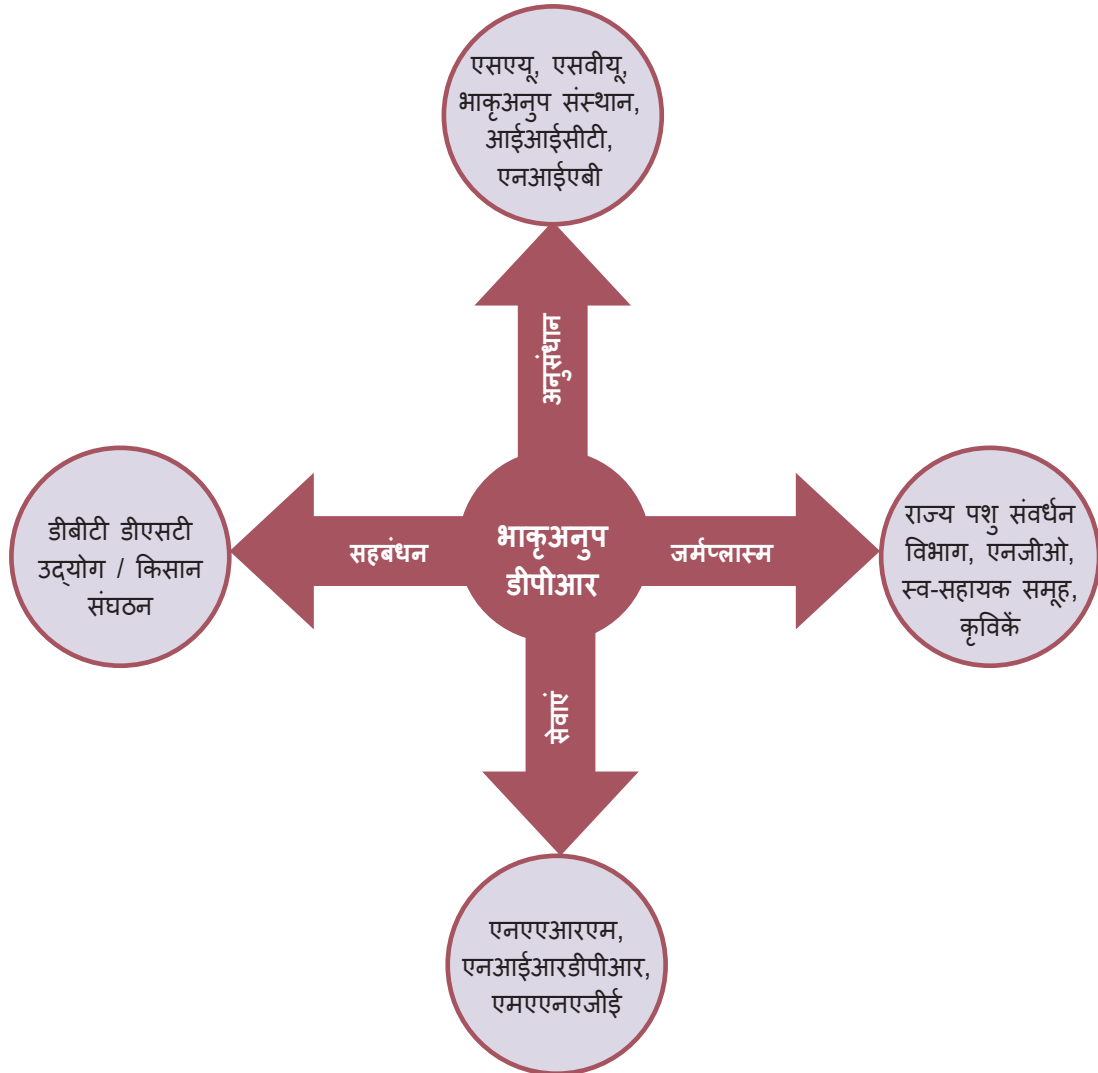 एसएयू, एसवीयू,
भाकृअनुप संस्थान,
आईआईसीटी,
एनआईएबी
अनुसंधान
डीबीटी डीएसटी
उद्योग / किसान
संघठन
सहबंधन
भाकृअनुप
डीपीआर
जर्मप्लास्म
राज्य पशु संवर्धन
विभाग, एनजीओ,
स्व-सहायक समूह,
कृविकें
सेवाएं
एनएएआरएम,
एनआईआरडीपीआर,
एमएएनएजीई